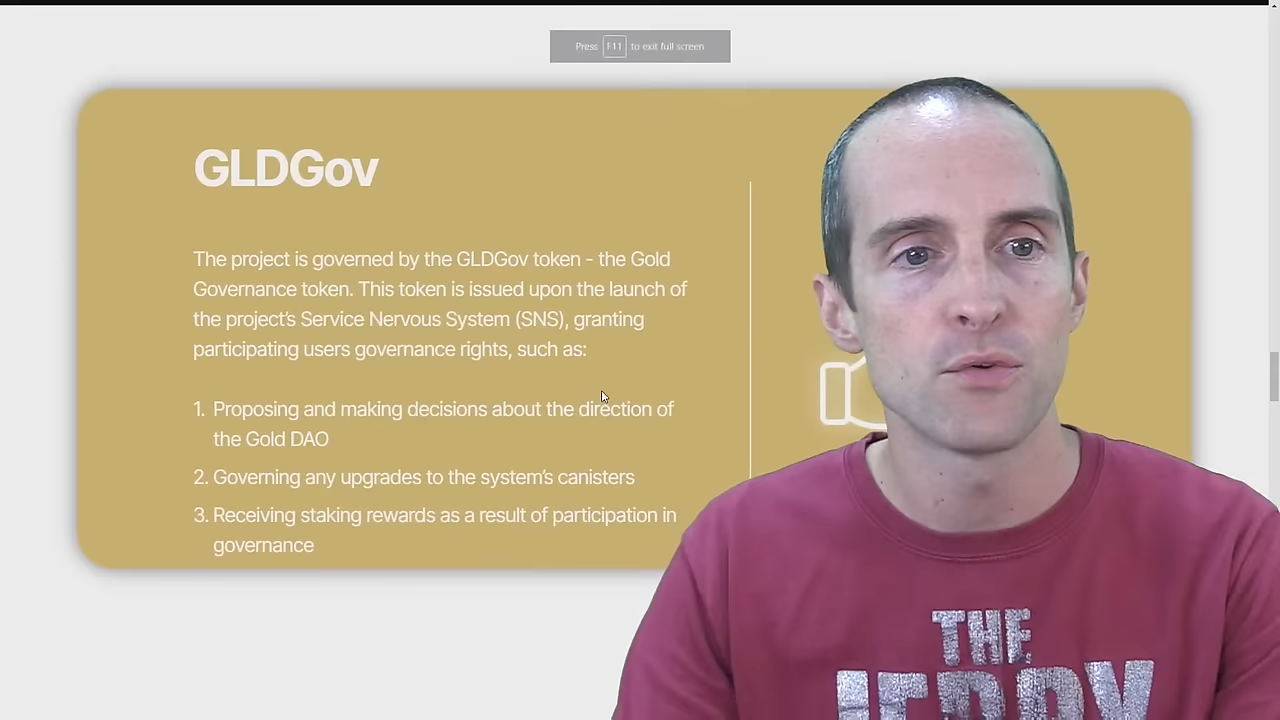 Press F11 to exit full screen
GLDGov
The project is governed by the GLDGov token - the Gold
Governance token. This token is issued upon the launch of
the project's Service Nervous System (SNS), granting
participating users governance rights, such as:
1. Proposing and making decisions about the direction of
the Gold DAO
2. Governing any upgrades to the system's canisters
3. Receiving staking rewards as a result of participation in
governance
THE